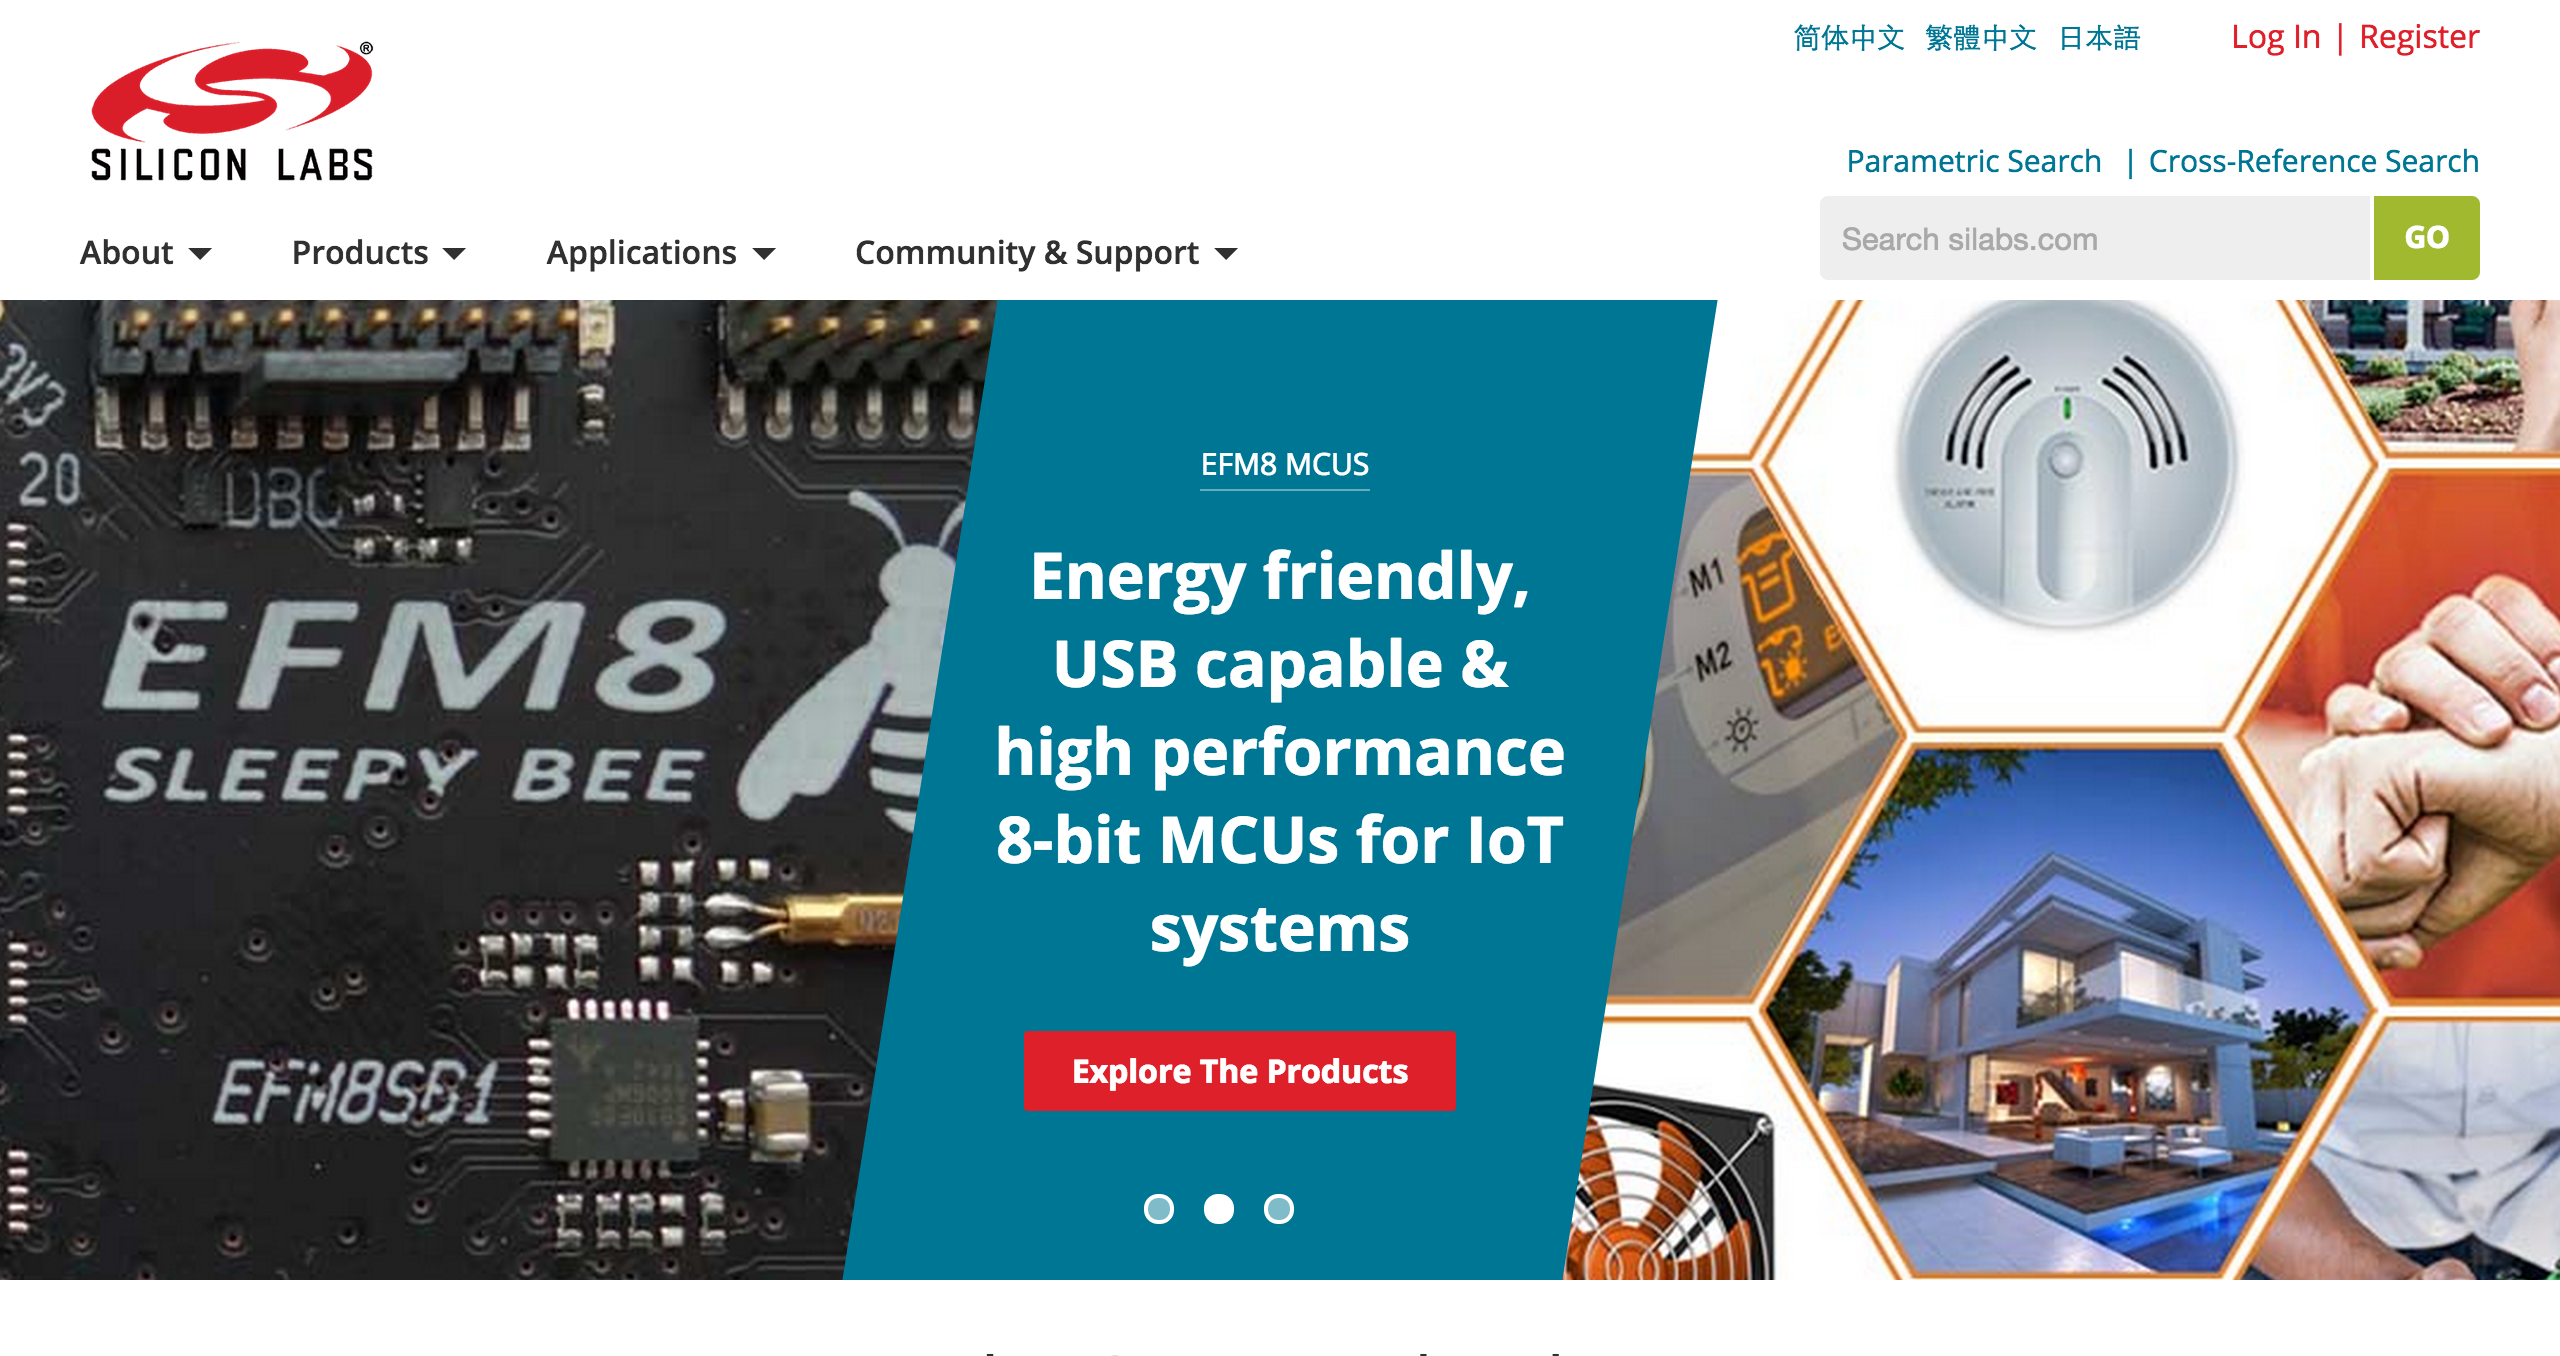 简体中文 繁體中文 日本語 Log In | Register
®
SILICON LABS
Parametric Search | Cross-Reference Search
About Products Applications Community & Support
Search silabs.com GO
3V3
20
DBG
EFM8
SLEEPY BEE
EFM8SB1
EFM8 MCUS
Energy friendly,
USB capable &
high performance
8-bit MCUs for IoT
systems
Explore The Products
M1
M2